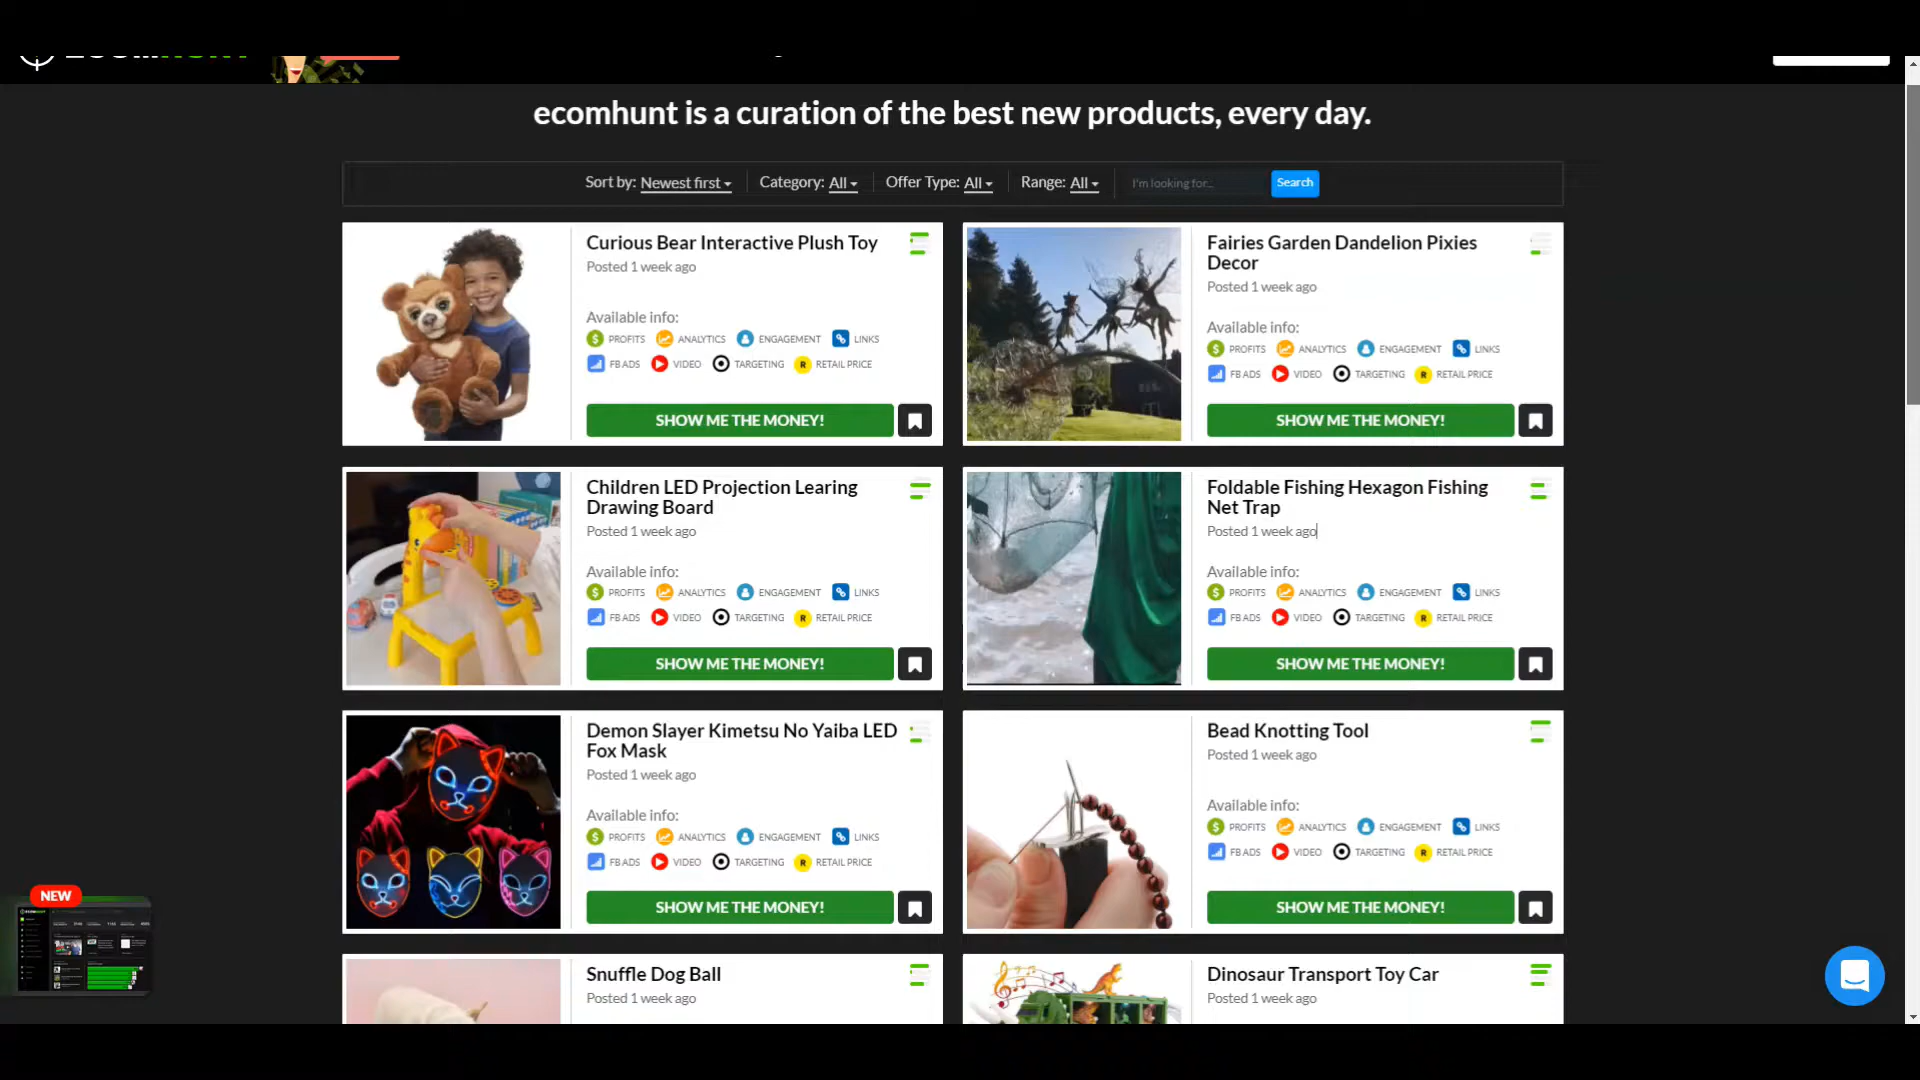 ecomhunt is a curation of the best new products, every day.
Sort by: Newest first Category: All Offer Type: All Range: All I'm looking for... Search
Curious Bear Interactive Plush Toy
Posted 1 week ago
Available info:
PROFITS ANALYTICS ENGAGEMENT LINKS
FB ADS VIDEO TARGETING RETAIL PRICE
SHOW ME THE MONEY!
Fairies Garden Dandelion Pixies
Decor
Posted 1 week ago
Available info:
PROFITS ANALYTICS ENGAGEMENT LINKS
FB ADS VIDEO TARGETING RETAIL PRICE
SHOW ME THE MONEY!
Children LED Projection Learing
Drawing Board
Posted 1 week ago
Available info:
PROFITS ANALYTICS ENGAGEMENT LINKS
FB ADS VIDEO TARGETING RETAIL PRICE
SHOW ME THE MONEY!
Foldable Fishing Hexagon Fishing
Net Trap
Posted 1 week ago
Available info:
PROFITS ANALYTICS ENGAGEMENT LINKS
FB ADS VIDEO TARGETING RETAIL PRICE
SHOW ME THE MONEY!
Demon Slayer Kimetsu No Yaiba LED
Fox Mask
Posted 1 week ago
Available info:
PROFITS ANALYTICS ENGAGEMENT LINKS
FB ADS VIDEO TARGETING RETAIL PRICE
SHOW ME THE MONEY!
Bead Knotting Tool
Posted 1 week ago
Available info:
PROFITS ANALYTICS ENGAGEMENT LINKS
FB ADS VIDEO TARGETING RETAIL PRICE
SHOW ME THE MONEY!
NEW
Snuffle Dog Ball
Posted 1 week ago
Dinosaur Transport Toy Car
Posted 1 week ago